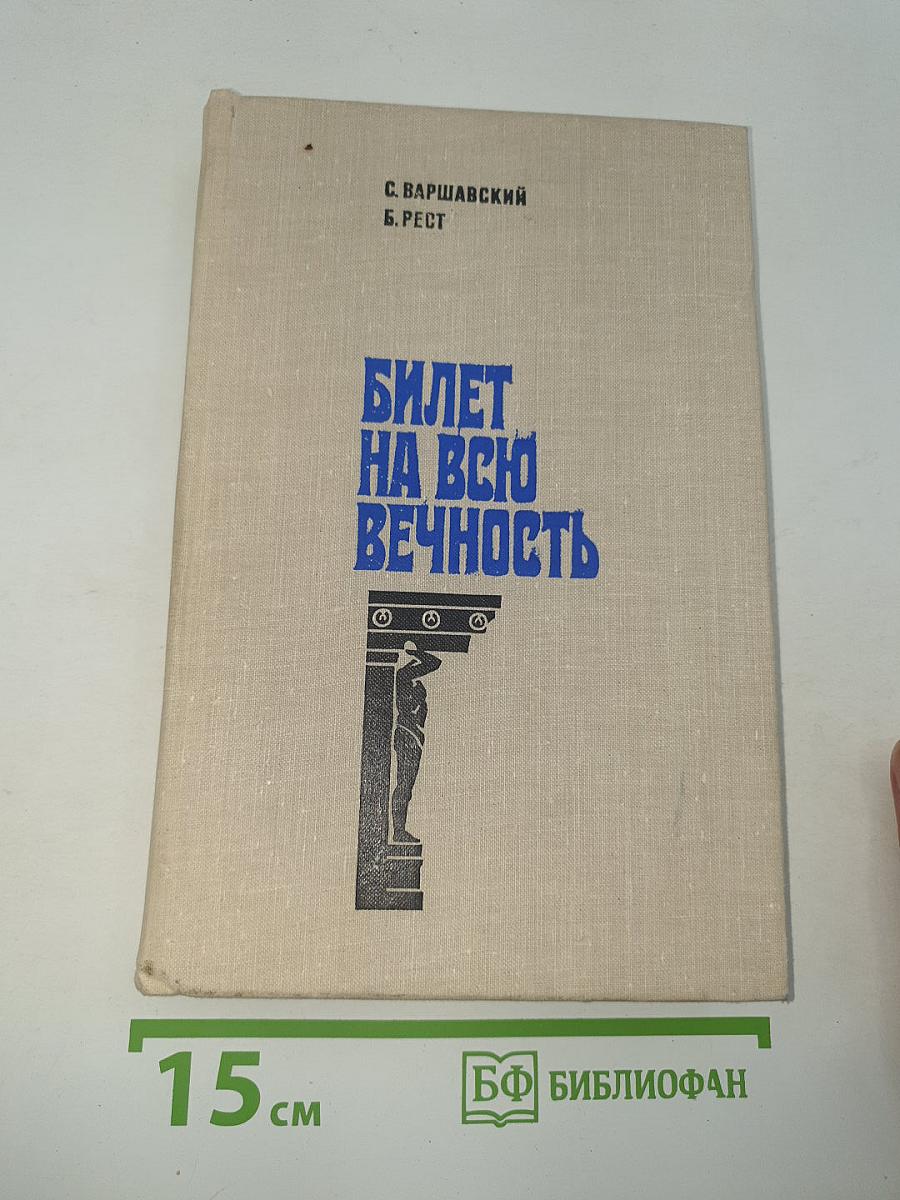 С. ВАРШАВСКИЙ
Б. РЕСТ
БИЛЕТ
НА ВСЮ
ВЕЧНОСТЬ
15 см
БФ БИБЛИОФАН